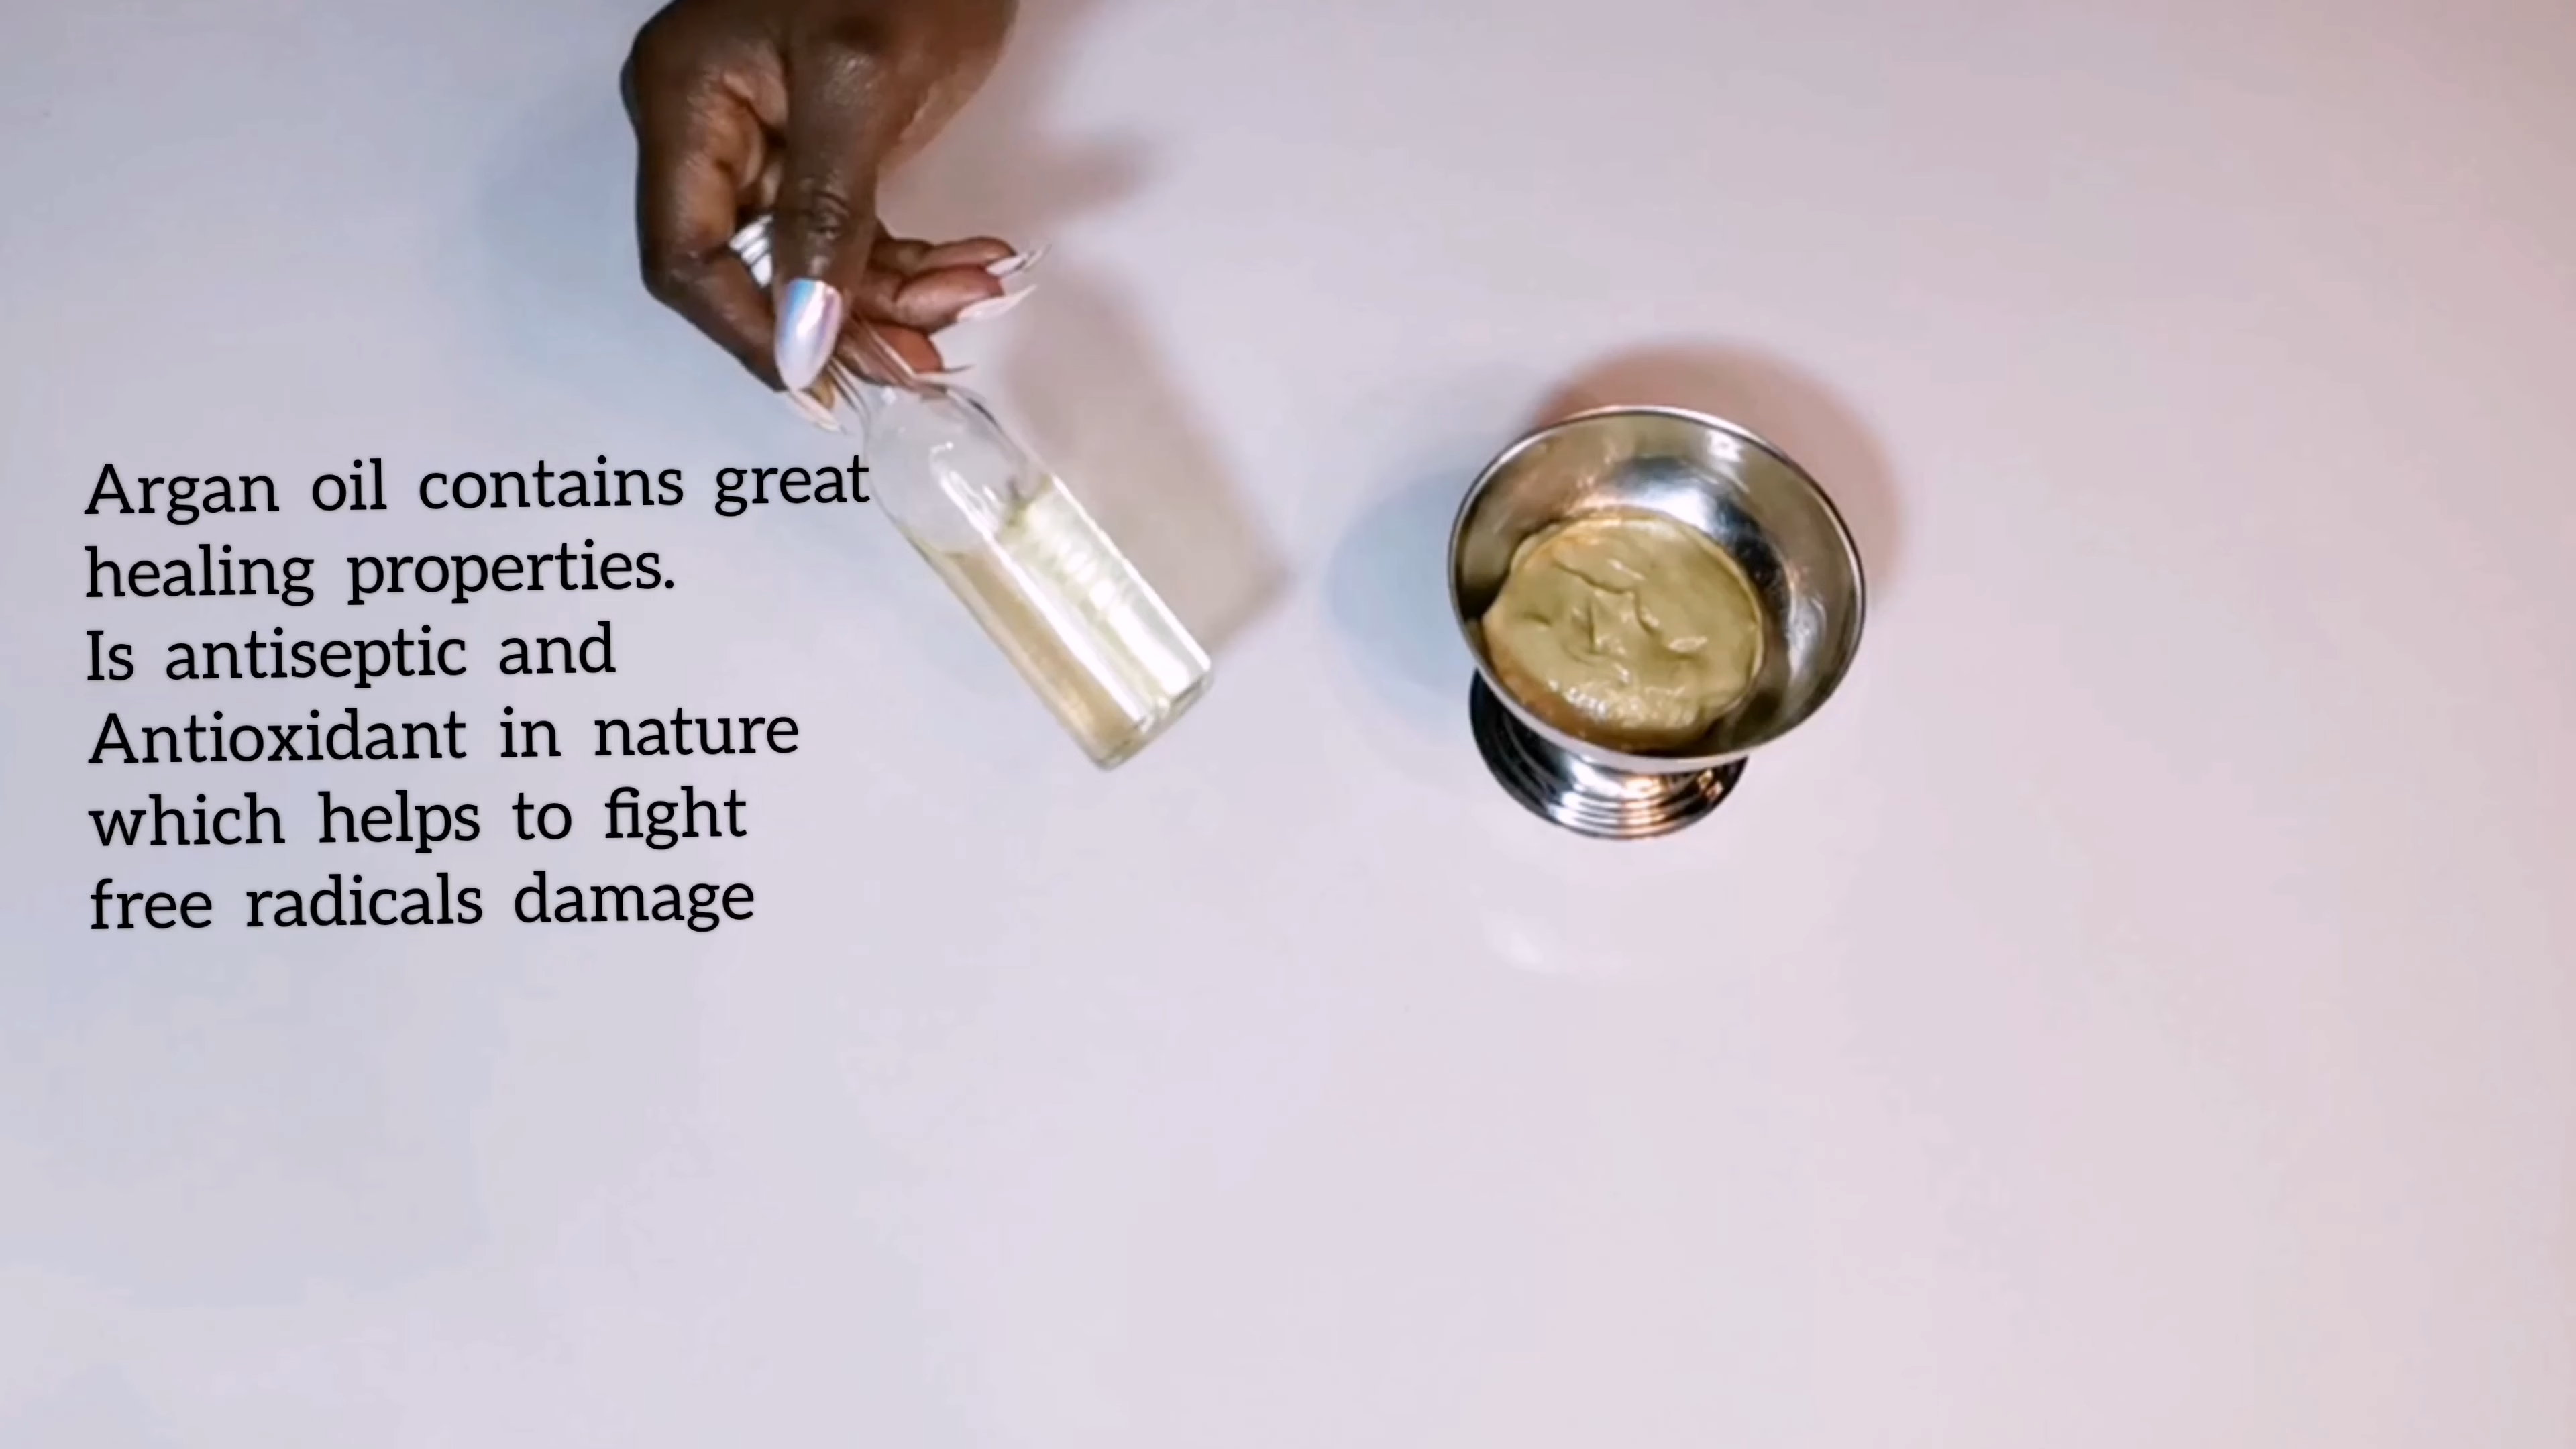 Argan oil contains great
healing properties.
Is antiseptic and
Antioxidant in nature
which helps to fight
free radicals damage